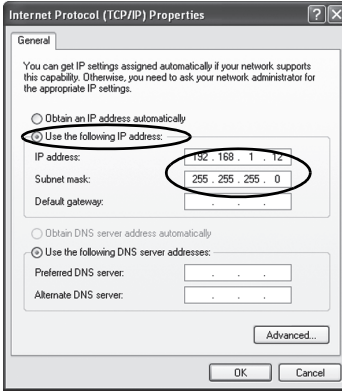 Internet Protocol (TCP/IP) Properties
General
You can get IP settings assigned automatically if your network supports
this capability. Otherwise, you need to ask your network administrator for
the appropriate IP settings.
Obtain an IP address automatically
Use the following IP address:
IP address: 192 . 168 . 1 . 12
Subnet mask: 255 . 255 . 255 . 0
Default gateway: . . .
Obtain DNS server address automatically
Use the following DNS server addresses:
Preferred DNS server: . . .
Alternate DNS server: . . .
Advanced...
OK Cancel